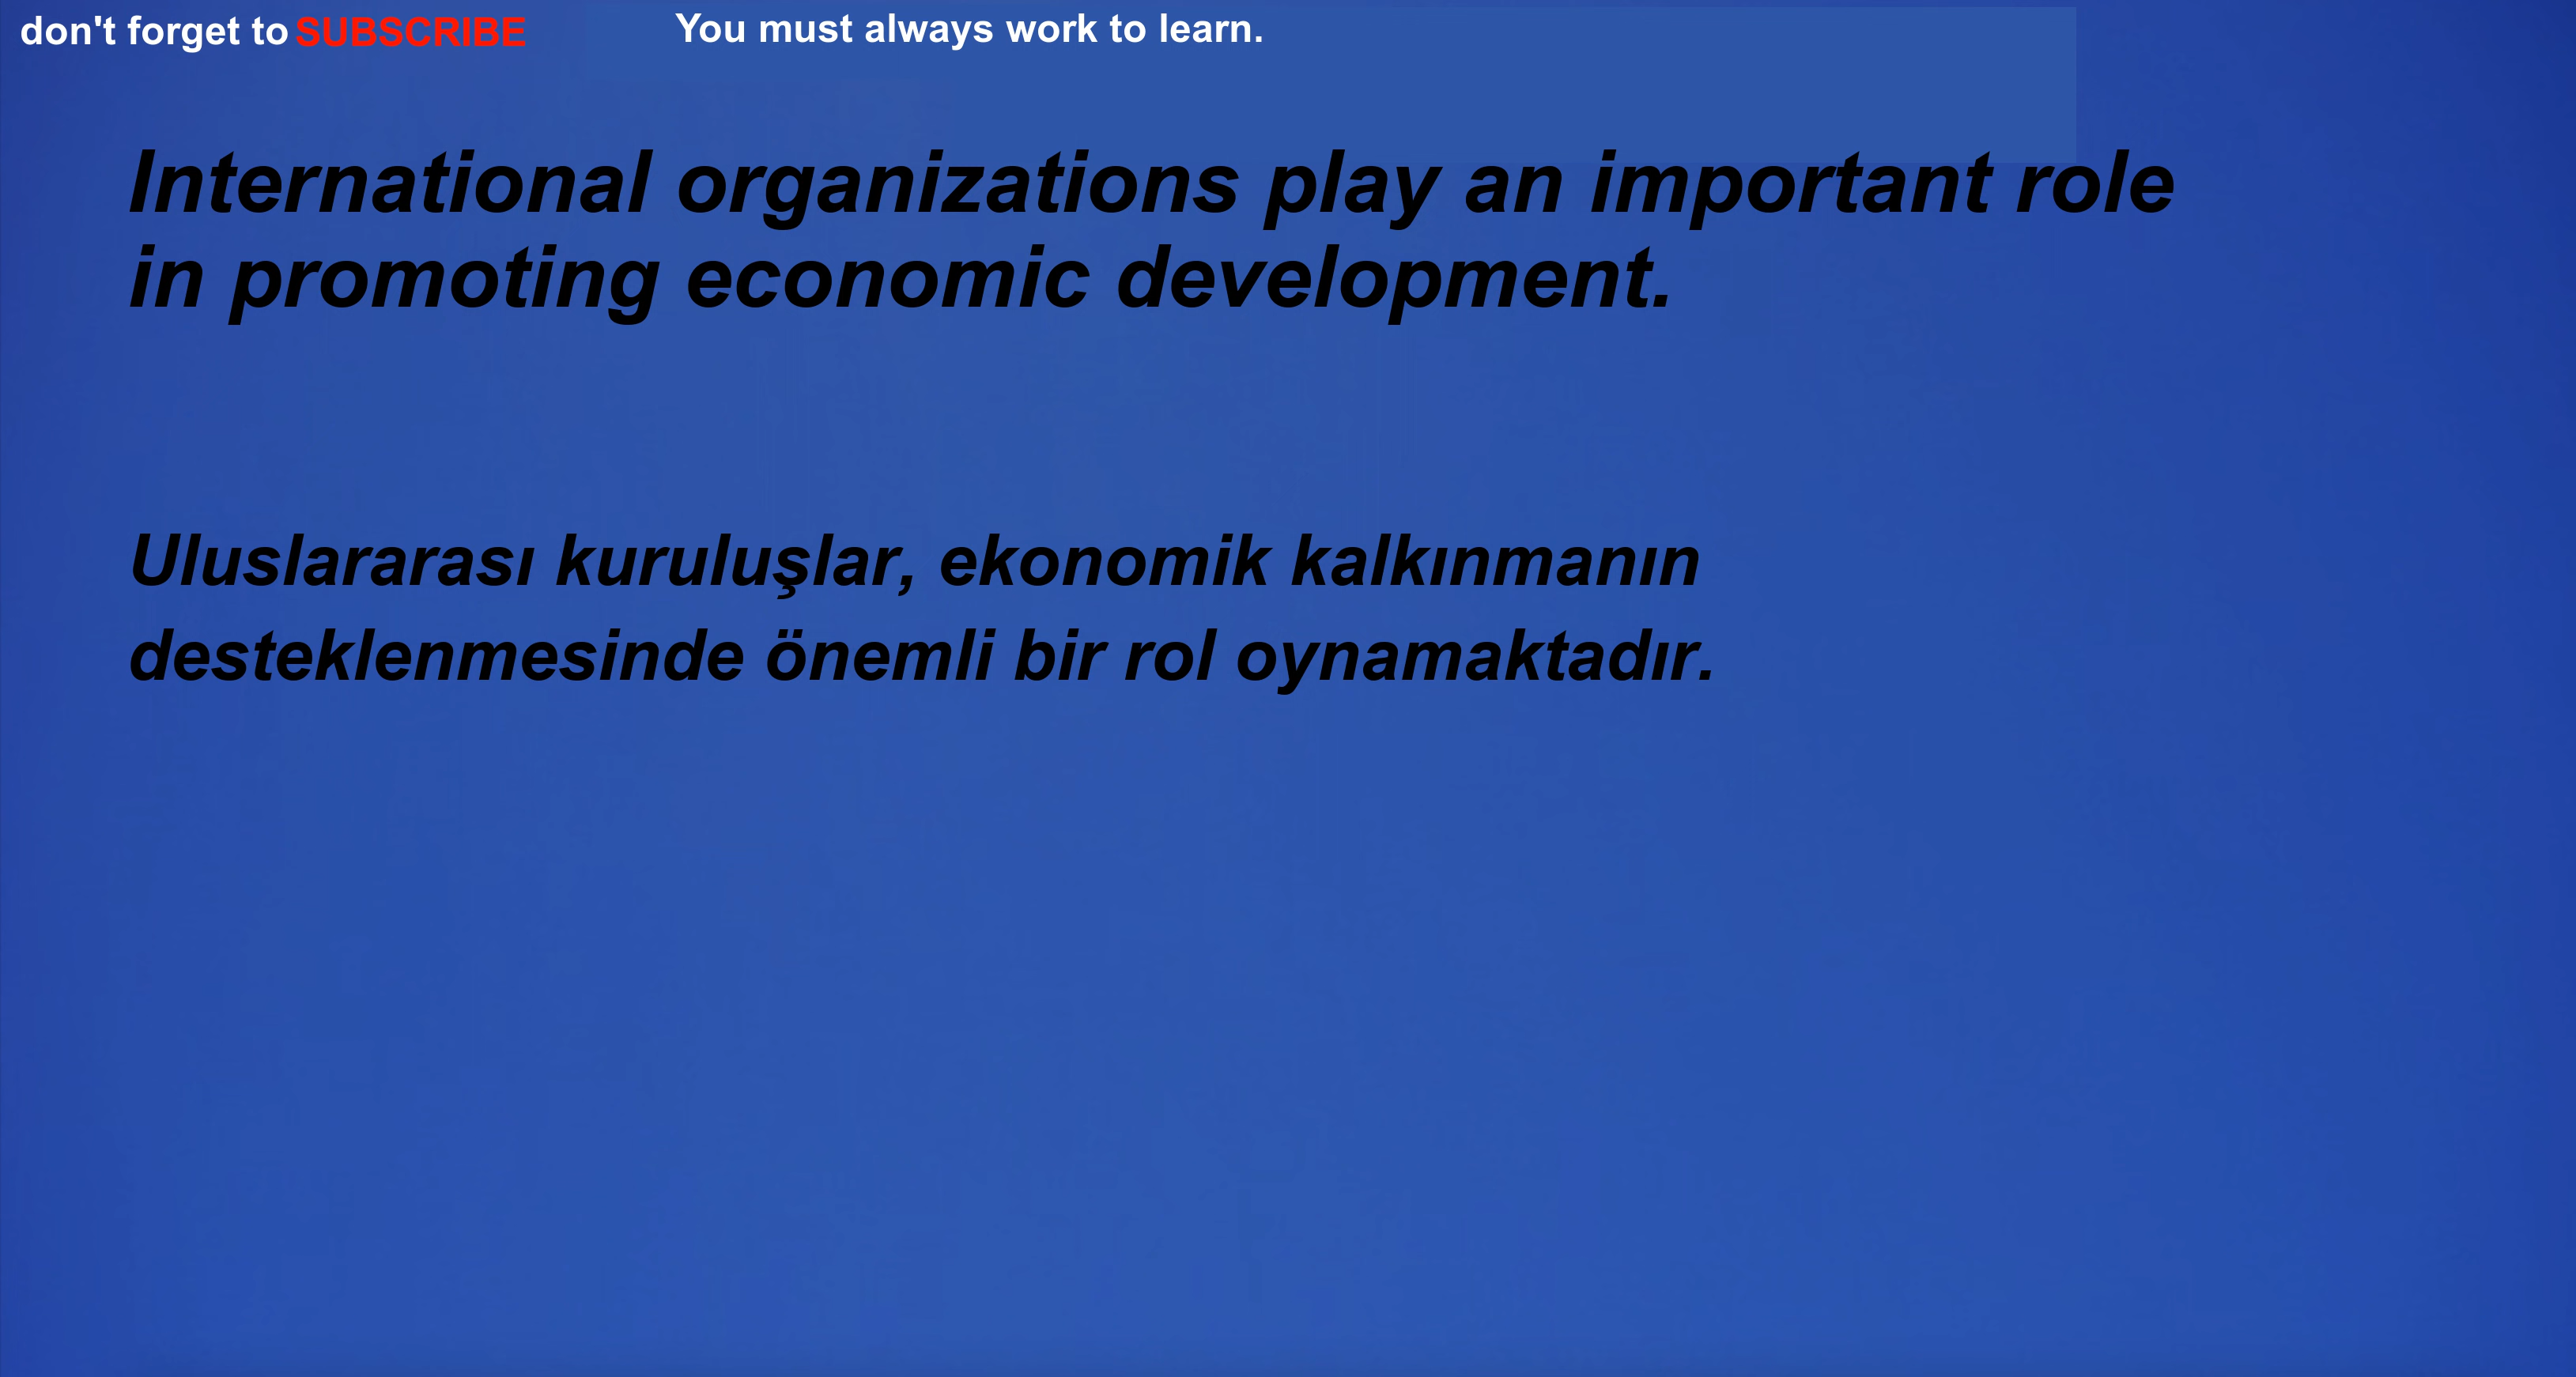 don't forget to SUBSCRIBE You must always work to learn.
International organizations play an important role
in promoting economic development.
Uluslararası kuruluşlar, ekonomik kalkınmanın
desteklenmesinde önemli bir rol oynamaktadır.